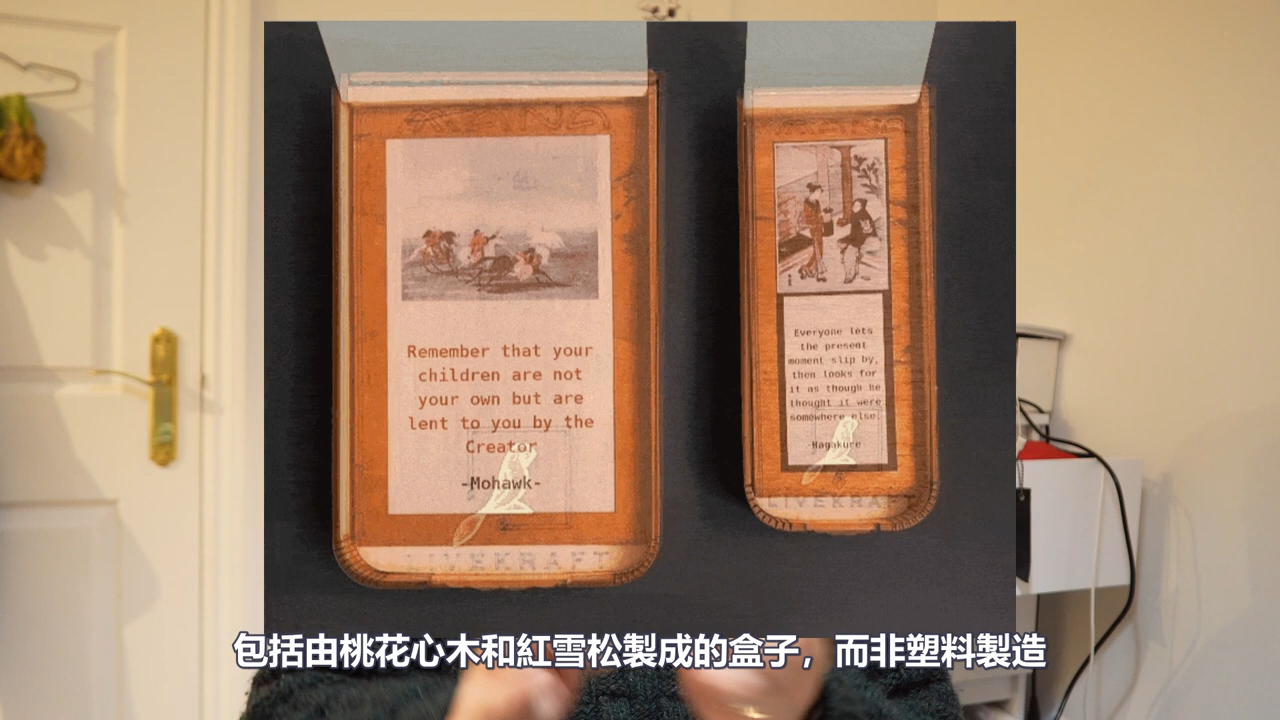 Remember that your
children are not
your own but are
lent to you by the
Creator
-Mohawk-
LIVEKRAFT
Everyone lets
the present
moment slip by,
then looks for
it as though he
thought it were
somewhere else.
-Hagakure
LIVEKRAFT
包括由桃花心木和紅雪松製成的盒子，而非塑料製造